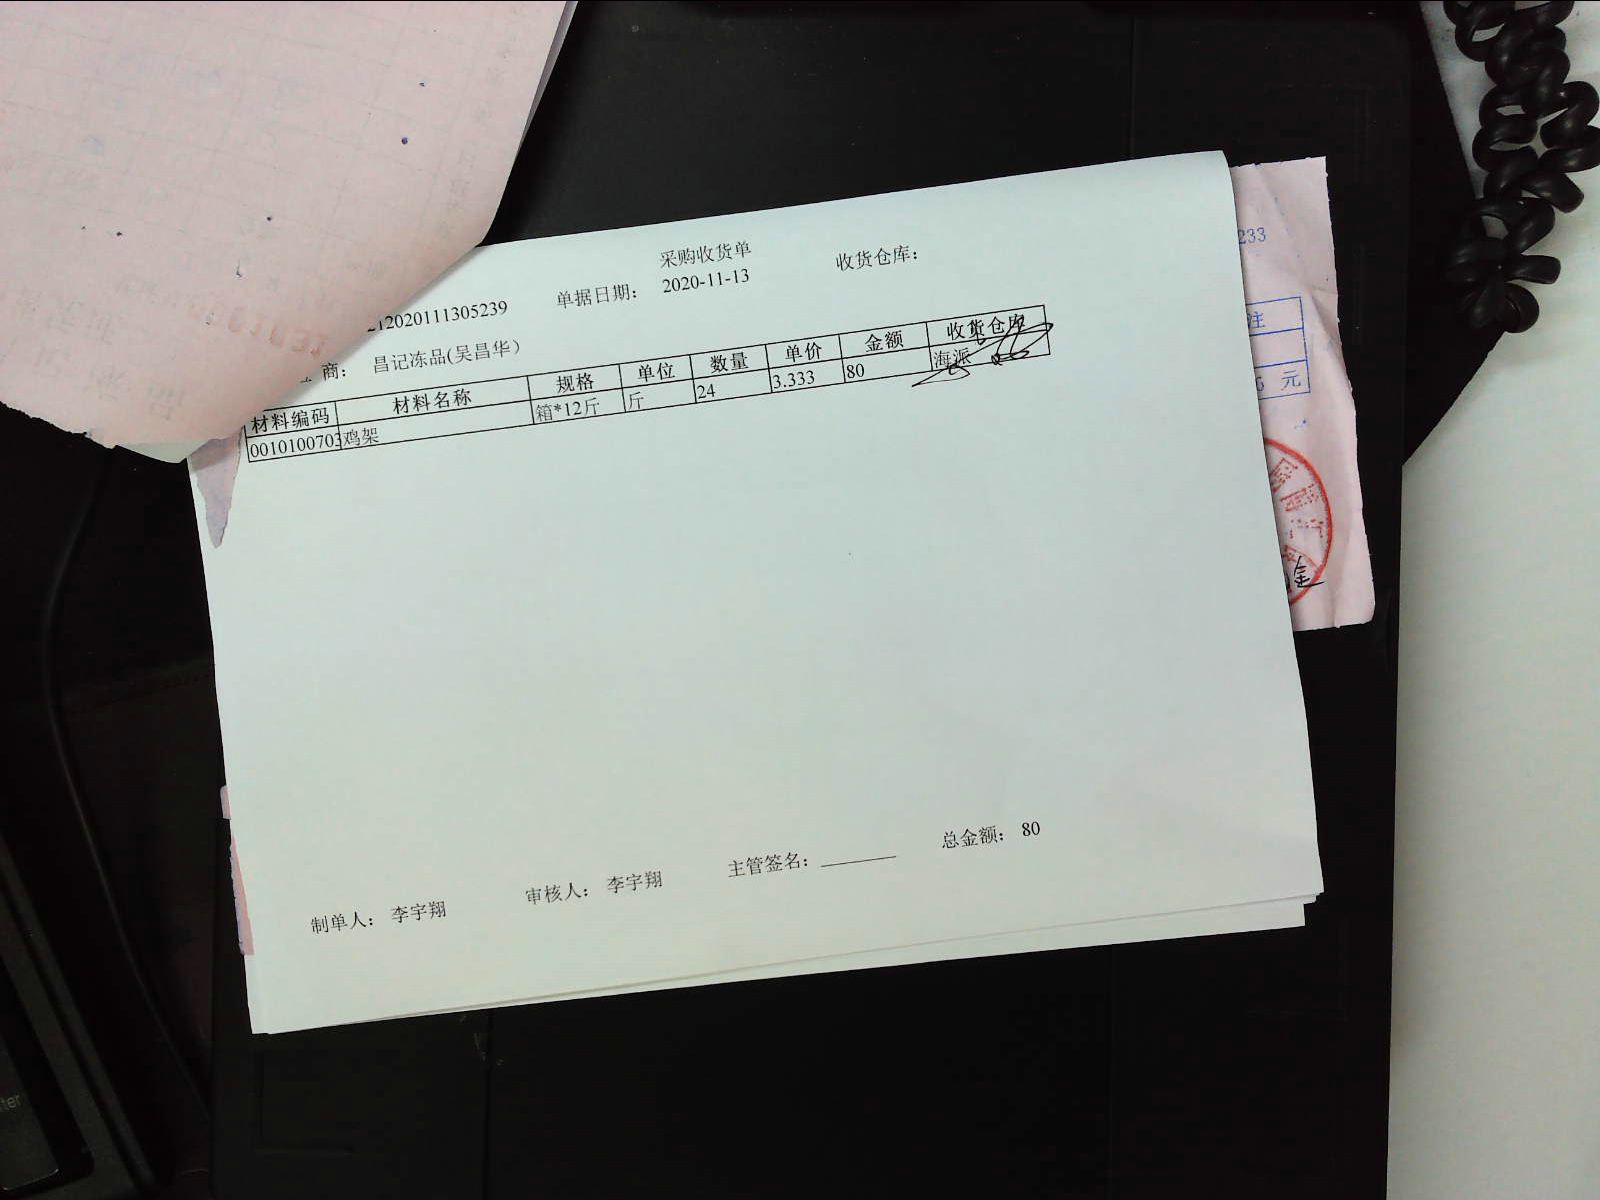 采购收货单
212020111305239 单据日期： 2020-11-13 收货仓库：
商： 昌记冻品(吴昌华）
材料编码 材料名称 规格 单位 数量 单价 金额 收货仓库
0010100703 鸡架 箱*12斤 斤 24 3.333 80 海派
总金额： 80
制单人： 李宇翔 审核人： 李宇翔 主管签名：
233
注
元